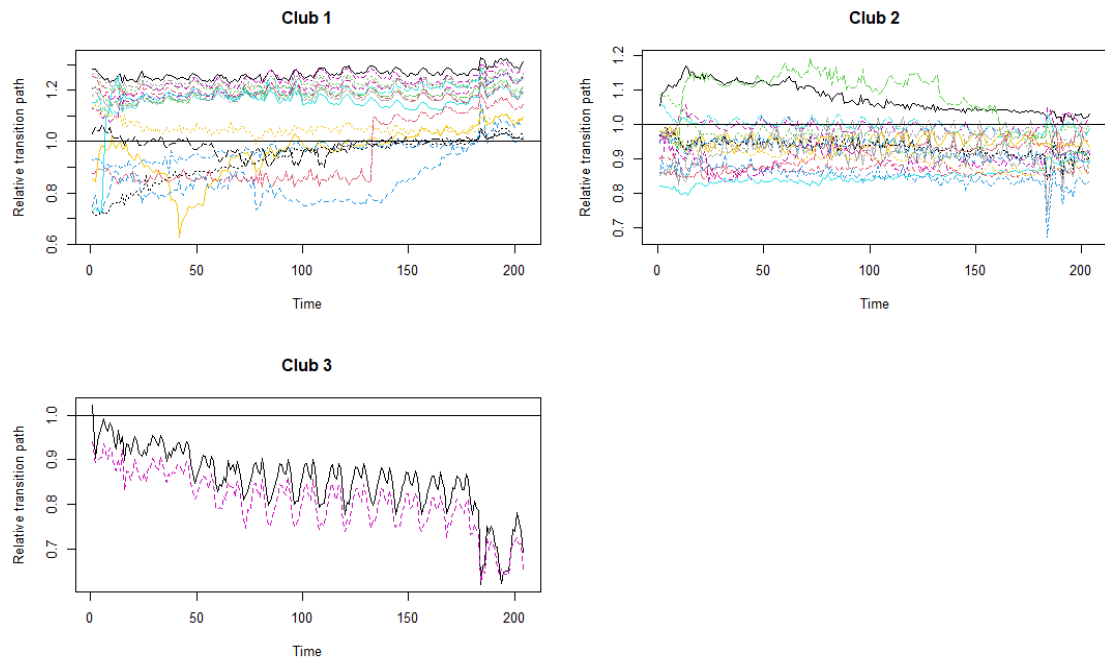 Club 1
Relative transition path
0.6 0.8 1.0 1.2
0 50 100 150 200
Time
Club 2
Relative transition path
0.7 0.8 0.9 1.0 1.1 1.2
0 50 100 150 200
Time
Club 3
Relative transition path
0.7 0.8 0.9 1.0
0 50 100 150 200
Time